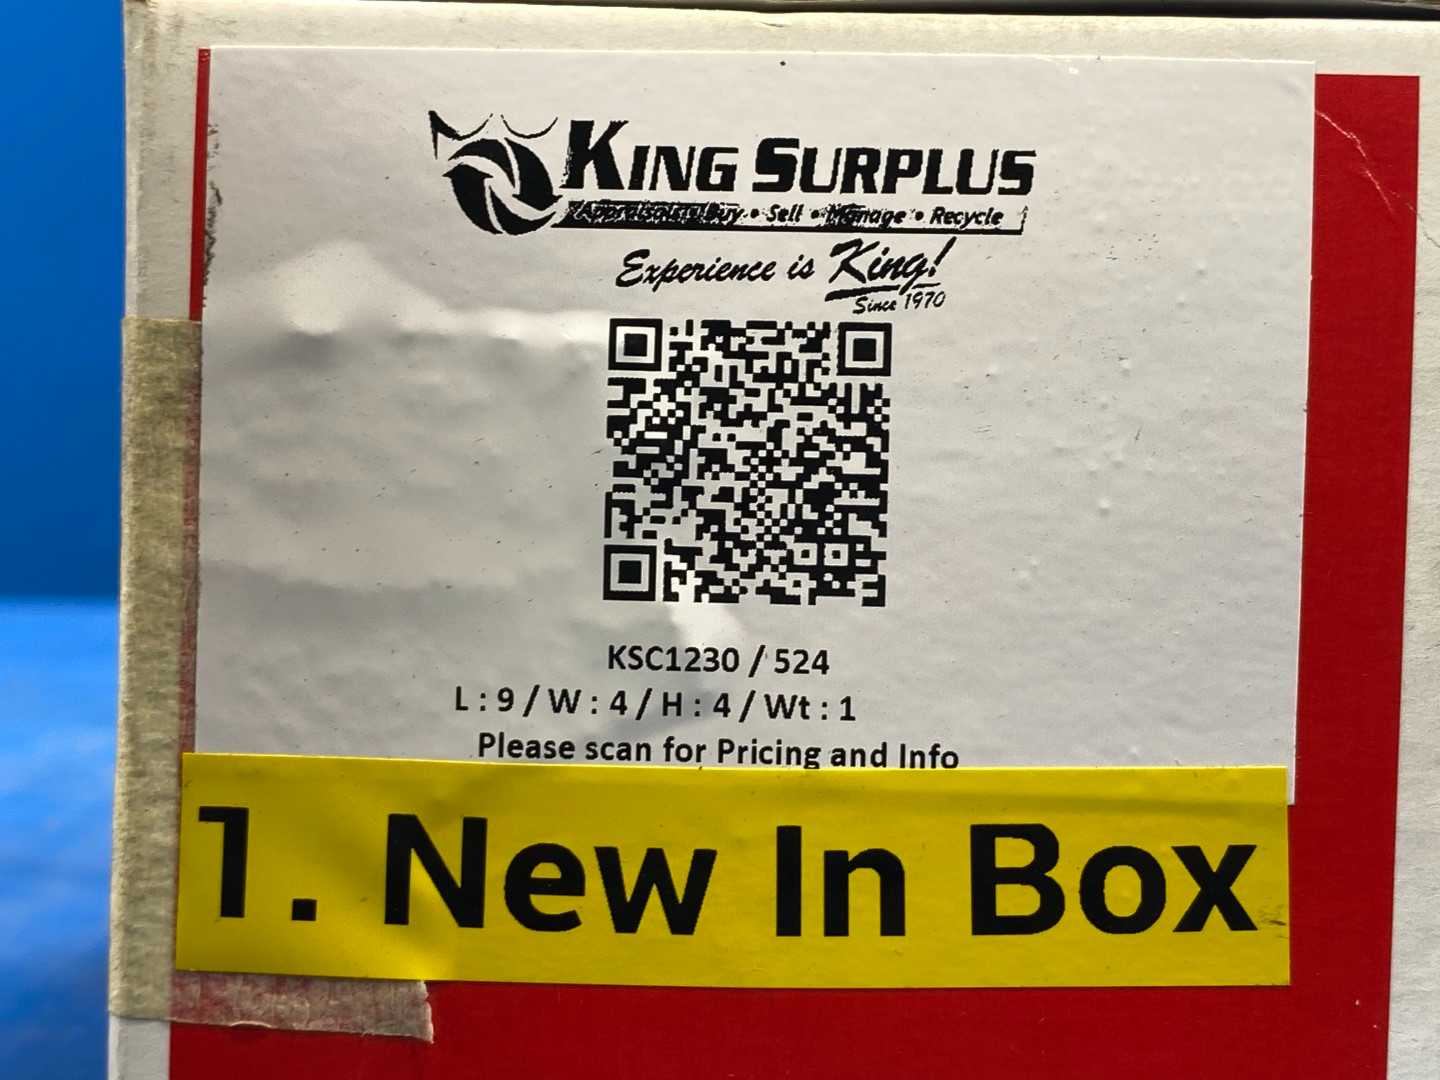 KING SURPLUS
Appraisals • Buy • Sell • Manage • Recycle
Experience is King!
Since 1970
KSC1230 / 524
L : 9 / W : 4 / H : 4 / Wt : 1
Please scan for Pricing and Info
1. New In Box